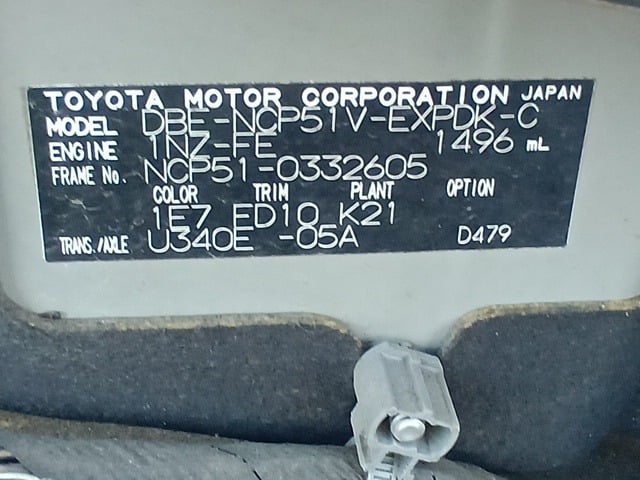 TOYOTA MOTOR CORPORATION JAPAN
MODEL DBE-NCP51V-EXPDK-C
ENGINE 1NZ-FE 1496 mL
FRAME No. NCP51-0332605
COLOR TRIM PLANT OPTION
1E7 ED10 K21
TRANS./AXLE U340E -05A D479